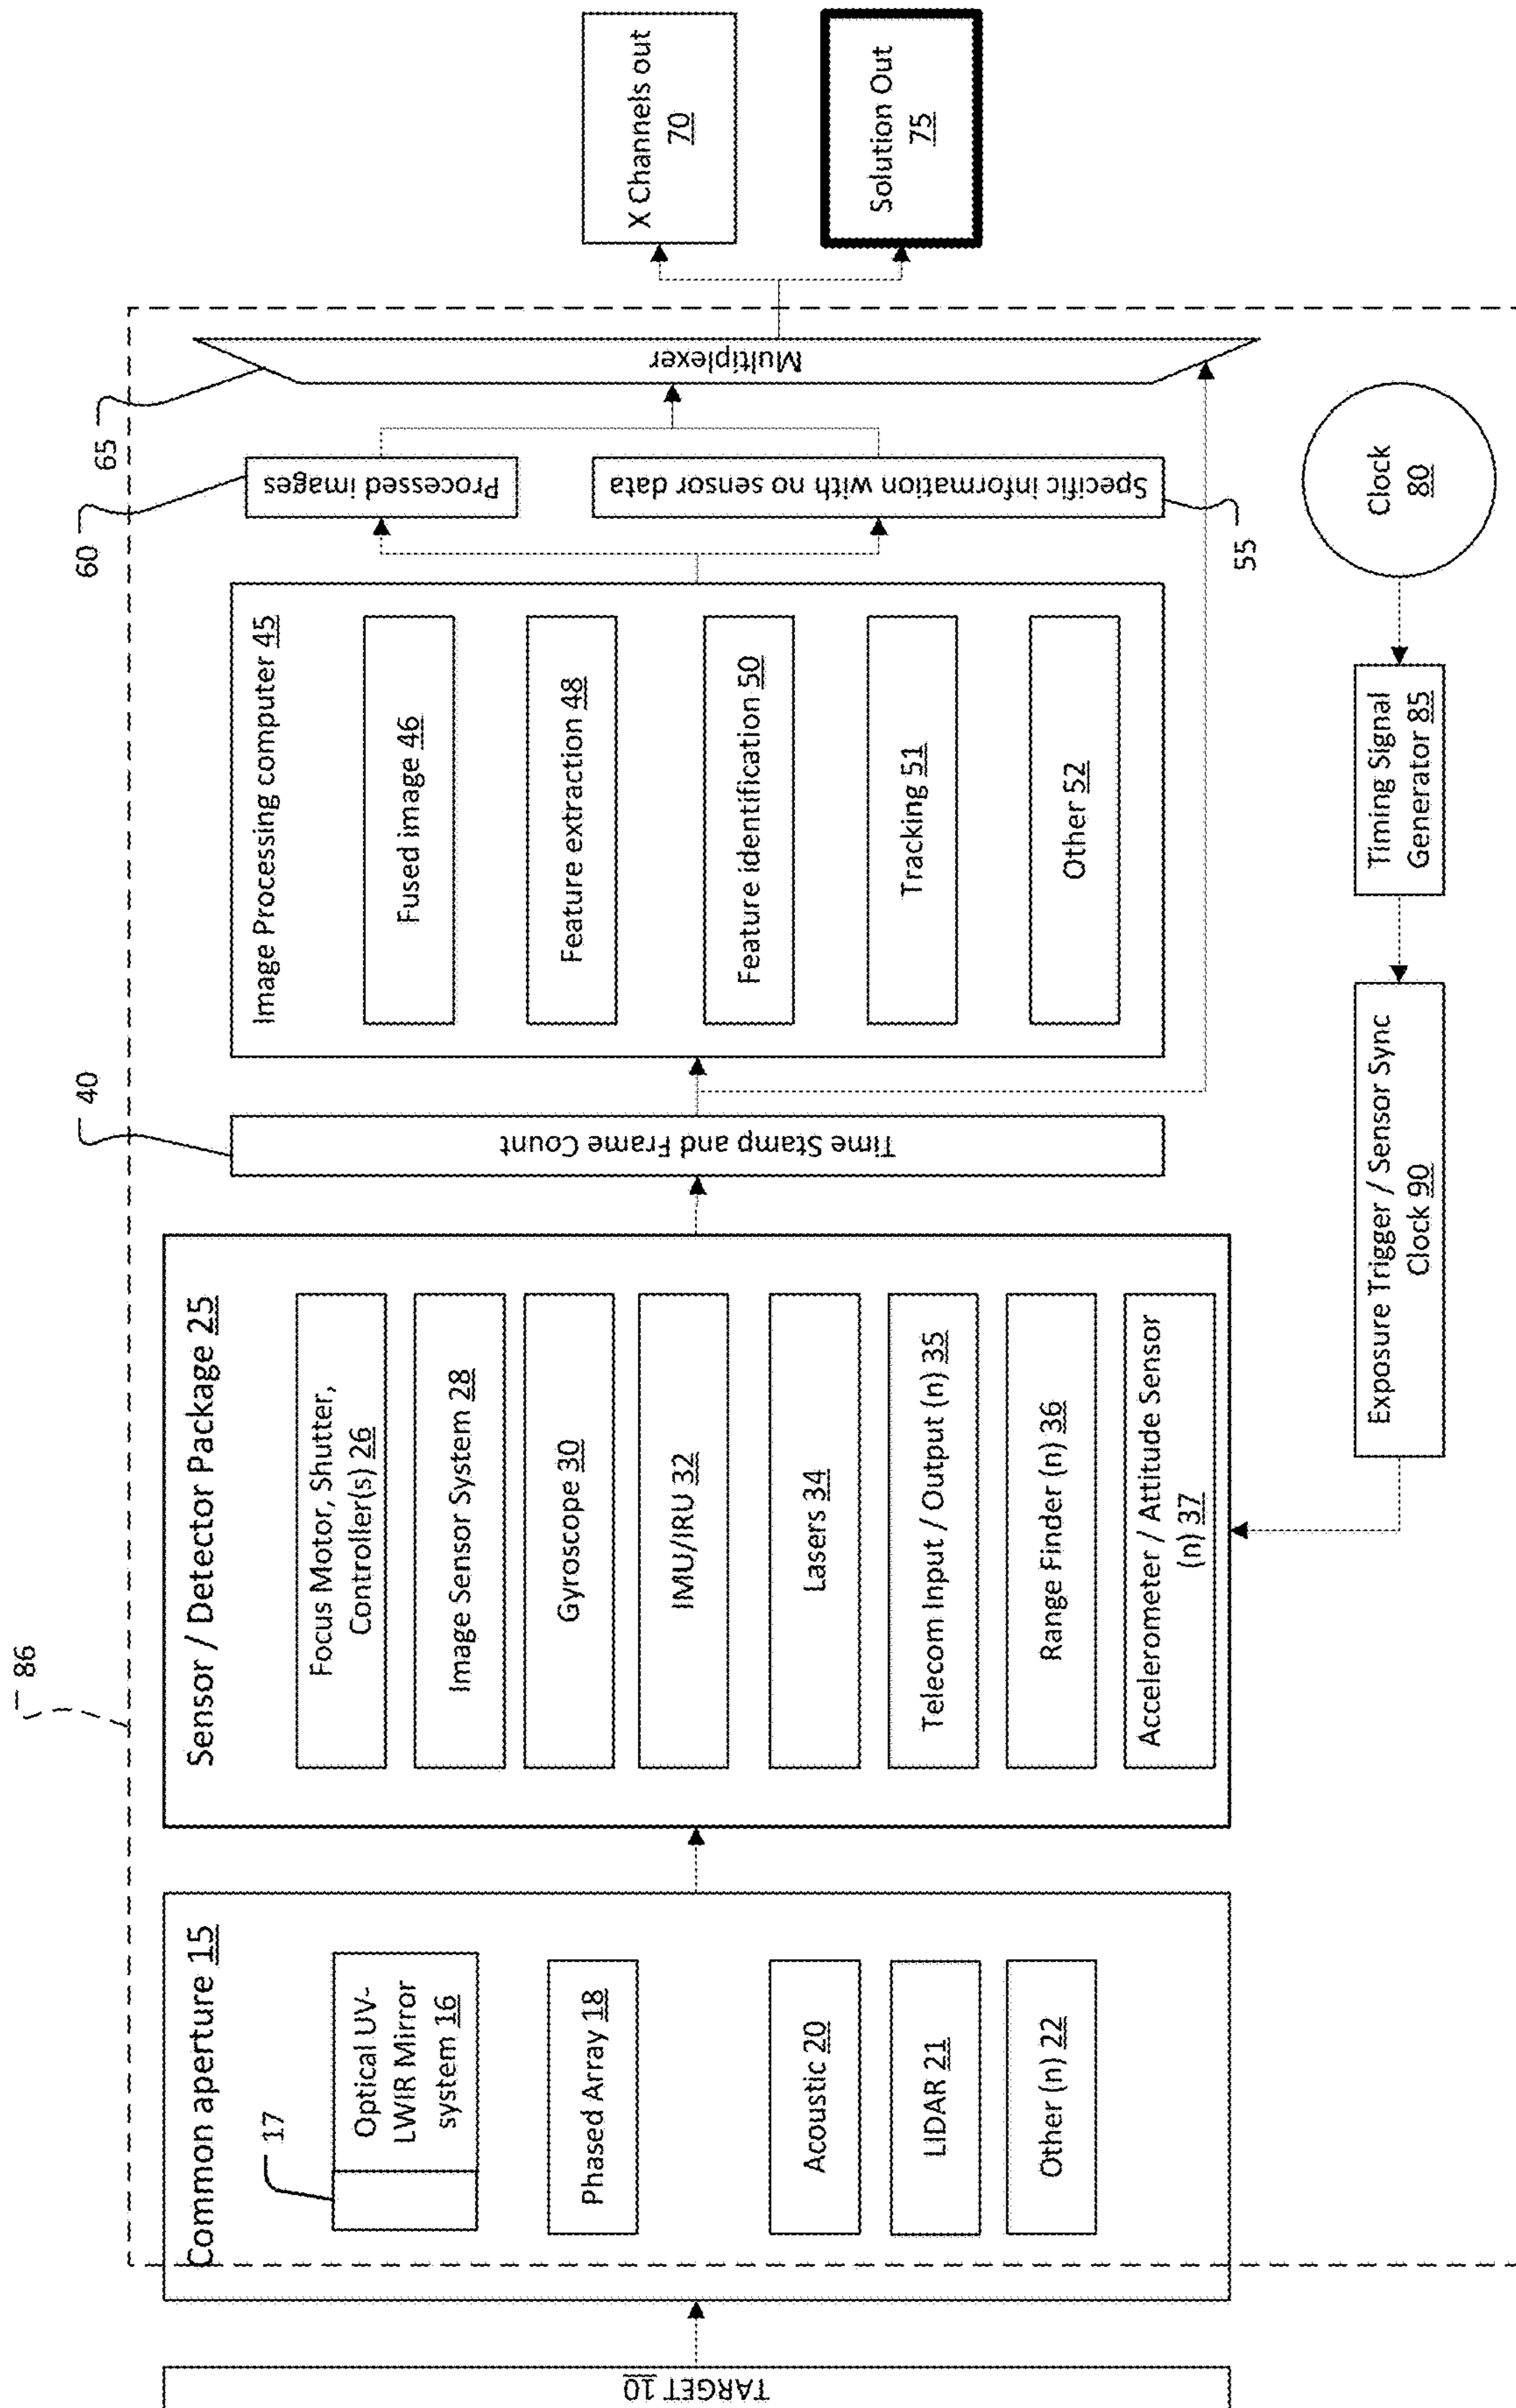 86
TARGET 10
Common aperture 15
17
Optical UV-
LWIR Mirror
system 16
Phased Array 18
Acoustic 20
LIDAR 21
Other (n) 22
Sensor / Detector Package 25
Focus Motor, Shutter,
Controller(s) 26
Image Sensor System 28
Gyroscope 30
IMU/IRU 32
Lasers 34
Telecom Input / Output (n) 35
Range Finder (n) 36
Accelerometer / Attitude Sensor
(n) 37
40
Time Stamp and Frame Count
Image Processing computer 45
Fused image 46
Feature extraction 48
Feature identification 50
Tracking 51
Other 52
60
Processed images
Specific information with no sensor data
55
65
Multiplexer
X Channels out
70
Solution Out
75
Clock
80
Timing Signal
Generator 85
Exposure Trigger / Sensor Sync
Clock 90